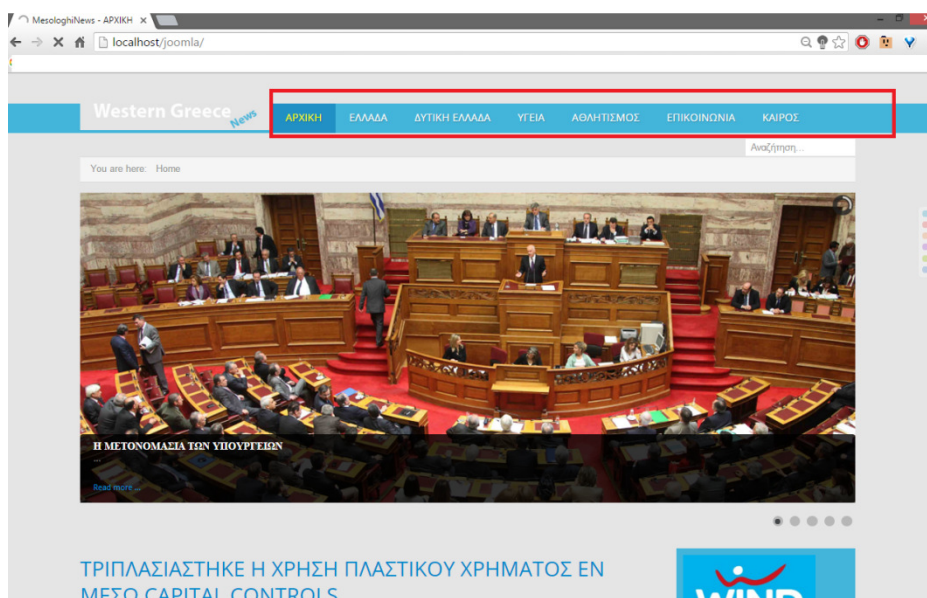 MesologhiNews - ΑΡΧΙΚΗ
localhost/joomla/
Western Greece News
ΑΡΧΙΚΗ ΕΛΛΑΔΑ ΔΥΤΙΚΗ ΕΛΛΑΔΑ ΥΓΕΙΑ ΑΘΛΗΤΙΣΜΟΣ ΕΠΙΚΟΙΝΩΝΙΑ ΚΑΙΡΟΣ
Αναζήτηση...
You are here: Home
Η ΜΕΤΟΝΟΜΑΣΙΑ ΤΩΝ ΥΠΟΥΡΓΕΙΩΝ
...
Read more ...
ΤΡΙΠΛΑΣΙΑΣΤΗΚΕ Η ΧΡΗΣΗ ΠΛΑΣΤΙΚΟΥ ΧΡΗΜΑΤΟΣ ΕΝ
ΜΕΣΩ CAPITAL CONTROLS
WIND